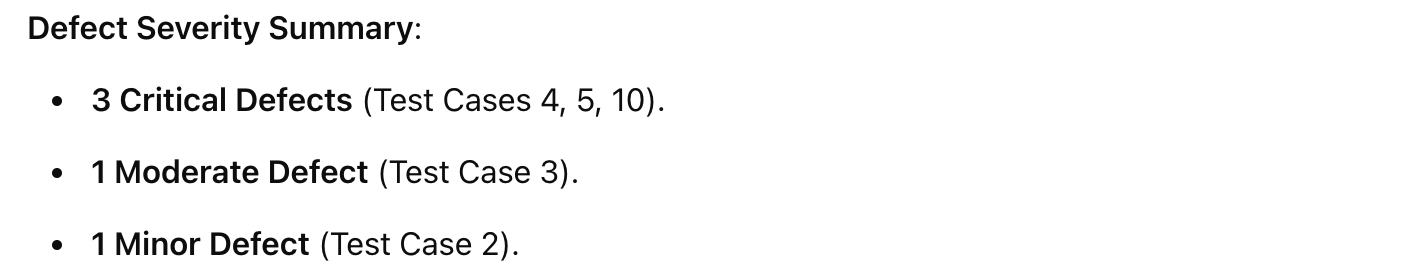 Defect Severity Summary:
• 3 Critical Defects (Test Cases 4, 5, 10).
• 1 Moderate Defect (Test Case 3).
• 1 Minor Defect (Test Case 2).